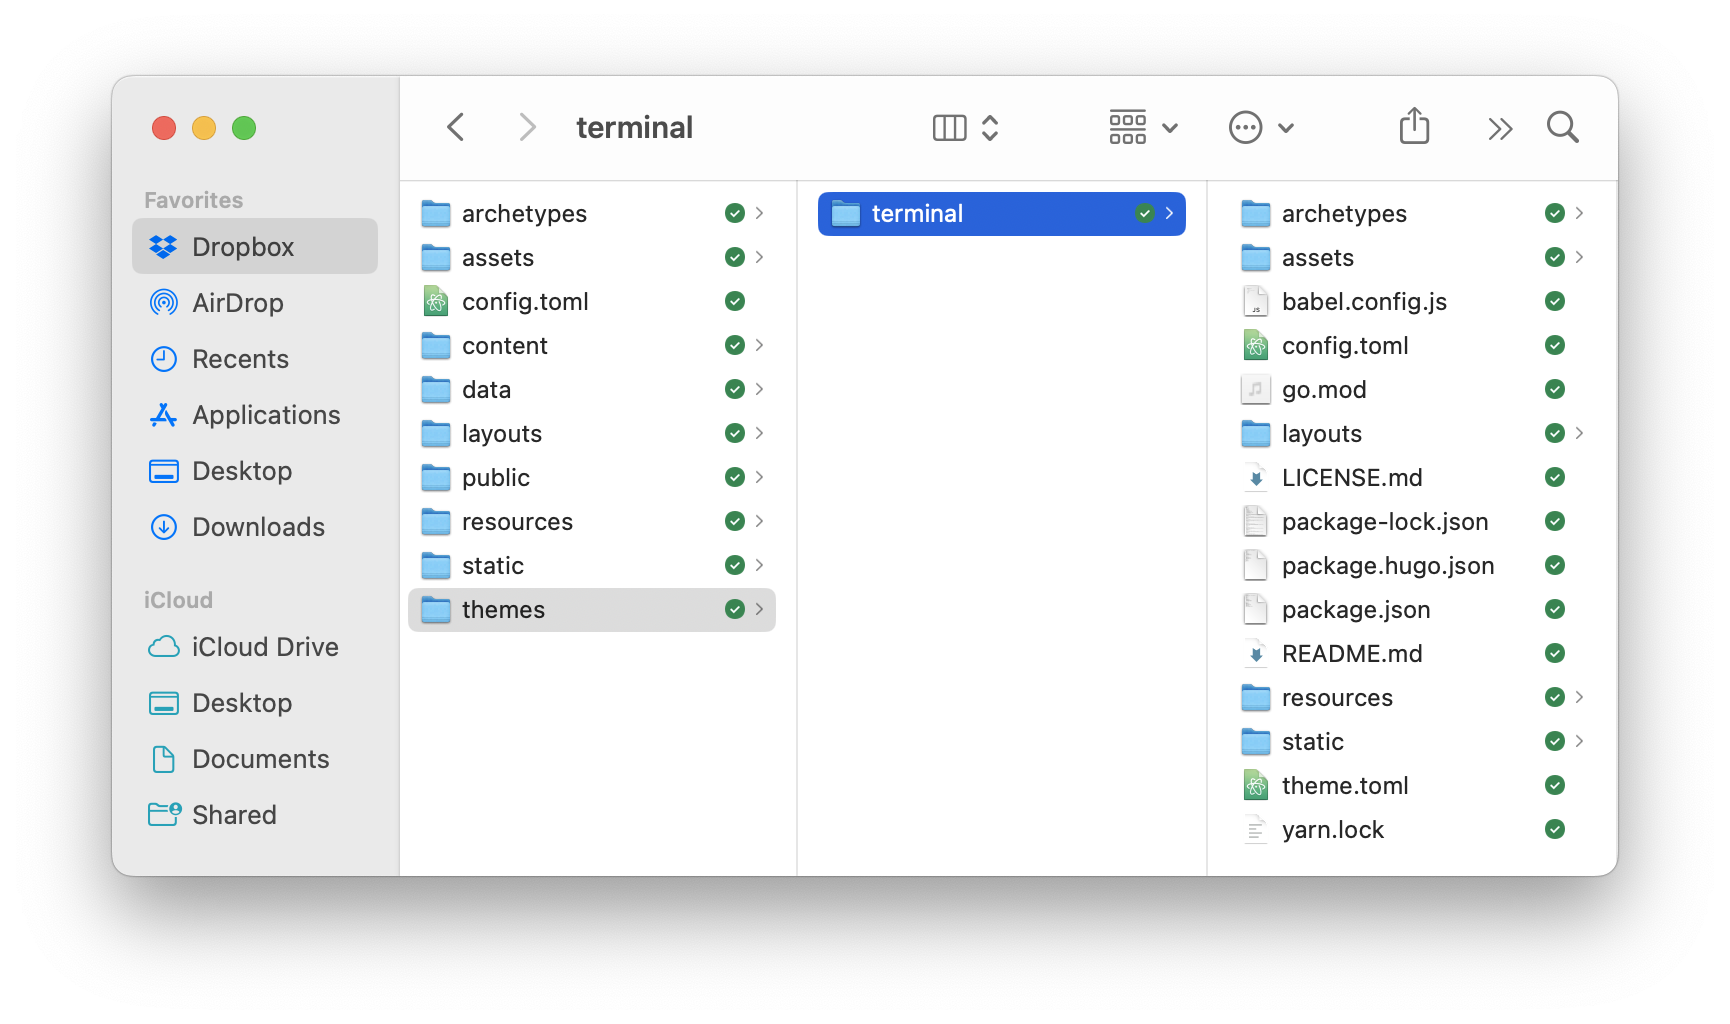 terminal
Favorites
Dropbox
AirDrop
Recents
Applications
Desktop
Downloads
iCloud
iCloud Drive
Desktop
Documents
Shared
archetypes
assets
config.toml
content
data
layouts
public
resources
static
themes
terminal
archetypes
assets
babel.config.js
JS
config.toml
go.mod
layouts
LICENSE.md
package-lock.json
package.hugo.json
package.json
README.md
resources
static
theme.toml
yarn.lock